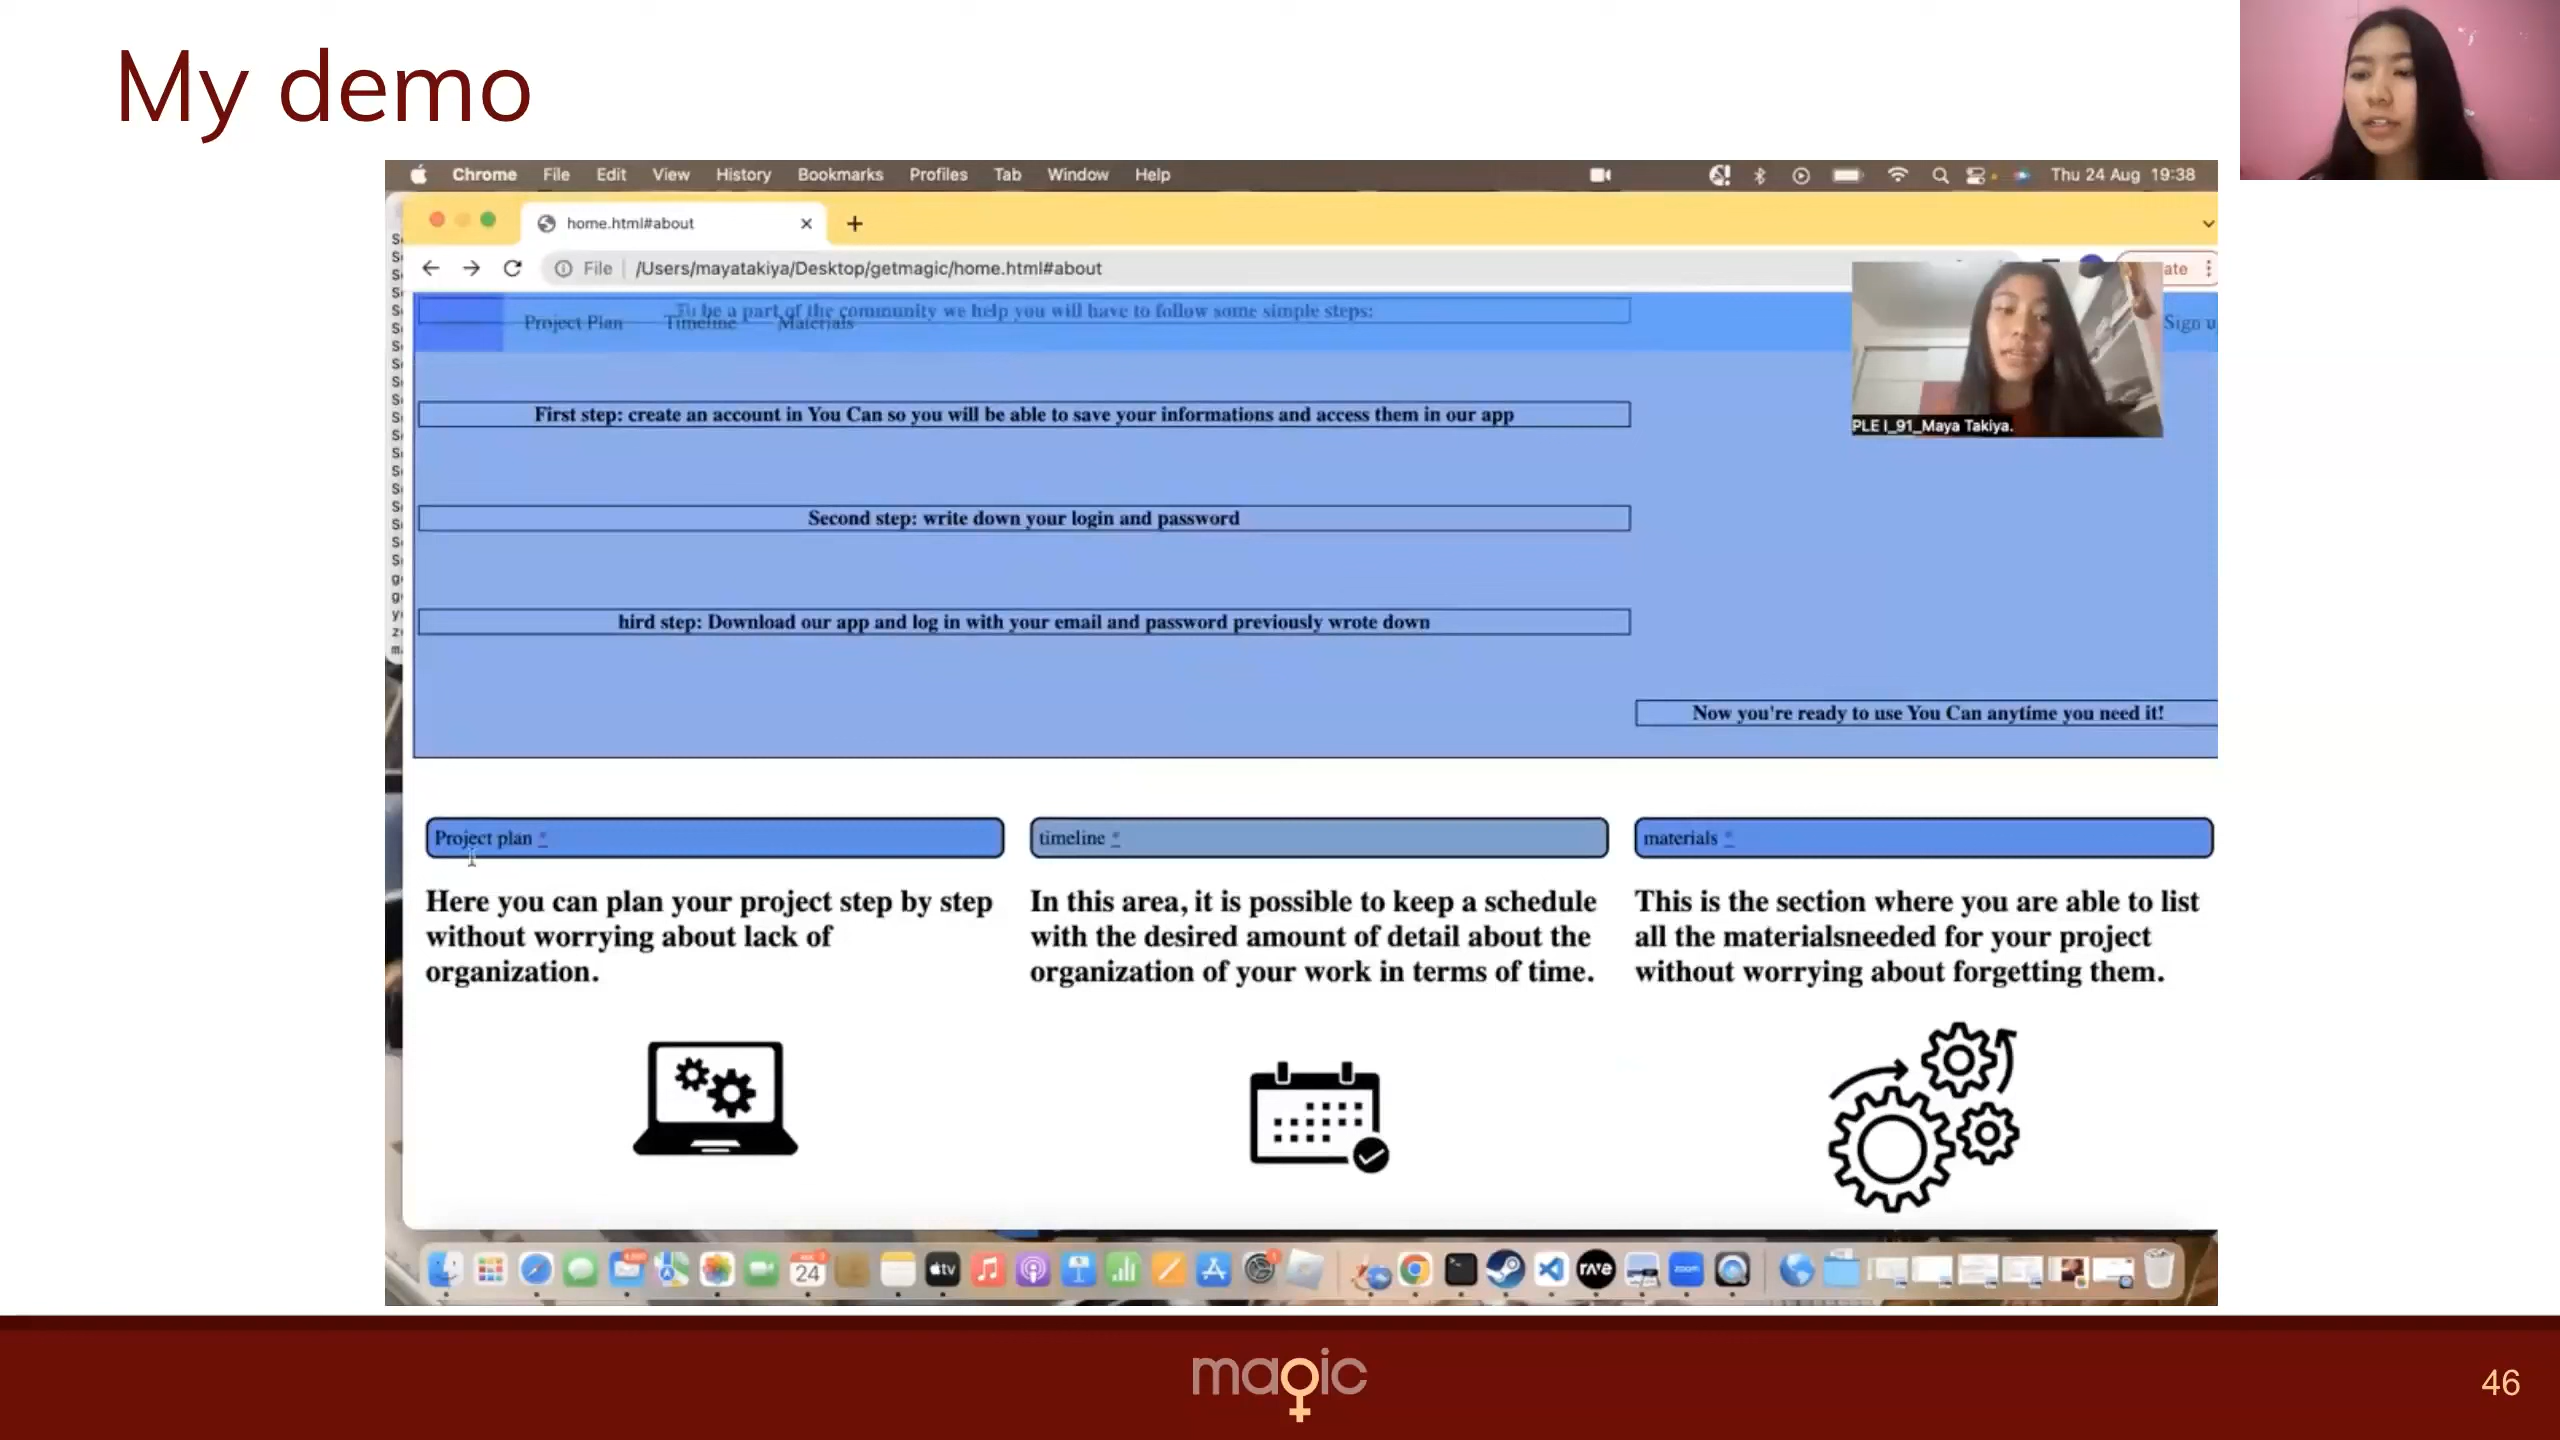 My demo
Chrome File Edit View History Bookmarks Profiles Tab Window Help Thu 24 Aug 19:38
home.html#about
File /Users/mayatakiya/Desktop/getmagic/home.html#about
ate
be a part of the community we help you will have to follow some simple steps:
Project Plan Timeline Materials
Sign u
First step: create an account in You Can so you will be able to save your informations and access them in our app
PLE I_91_Maya Takiya.
Second step: write down your login and password
hird step: Download our app and log in with your email and password previously wrote down
Now you're ready to use You Can anytime you need it!
Project plan *
timeline *
materials *
Here you can plan your project step by step
without worrying about lack of
organization.
In this area, it is possible to keep a schedule
with the desired amount of detail about the
organization of your work in terms of time.
This is the section where you are able to list
all the materialsneeded for your project
without worrying about forgetting them.
24
tv
rave
zoom
magic
46